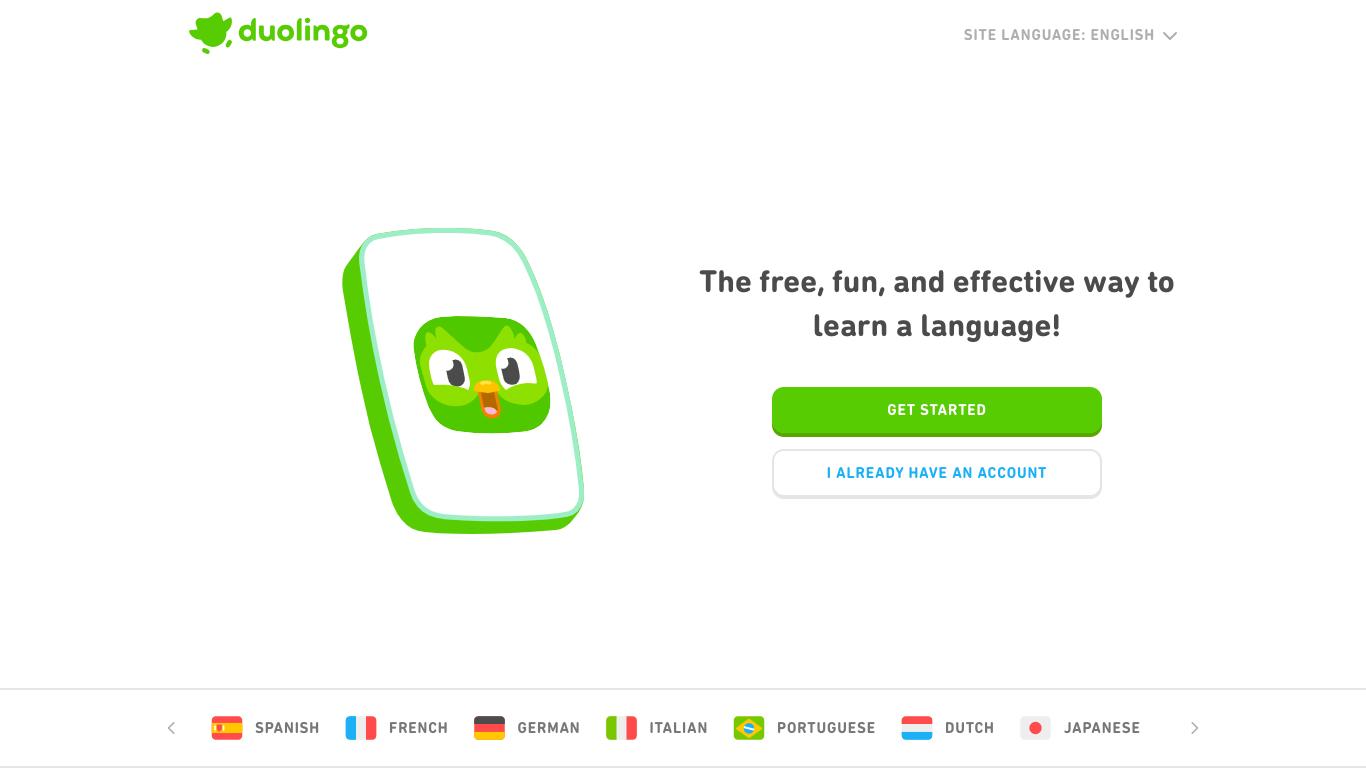 duolingo
SITE LANGUAGE: ENGLISH
The free, fun, and effective way to
learn a language!
GET STARTED
I ALREADY HAVE AN ACCOUNT
SPANISH
FRENCH
GERMAN
ITALIAN
PORTUGUESE
DUTCH
JAPANESE